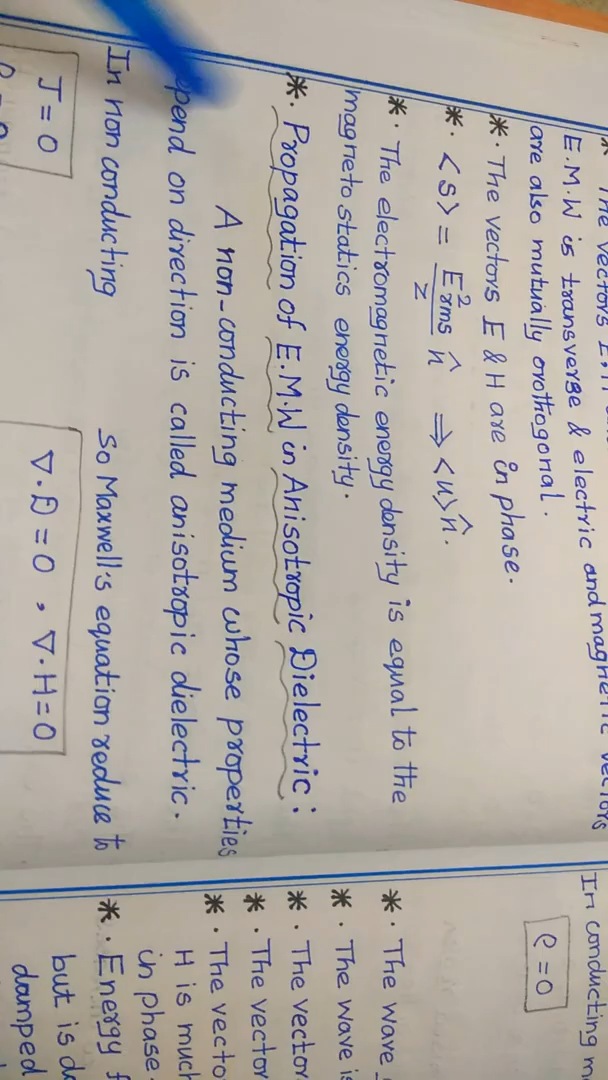 The vectors E, H
E.M.W is transverse & electric and magnetic vectors
are also mutually orothogonal.
*. The vectors E & H are in phase.
*. <s> = E²rms/Z n̂ ⇒ <u> n̂.
*. The electromagnetic energy density is equal to the
magneto statics energy density.
*. Propagation of E.M.W in Anisotropic Dielectric:
A non-conducting medium whose properties
epend on direction is called anisotropic dielectric.
In non conducting So Maxwell's equation reduce to
J = 0 ∇.D = 0 , ∇.H = 0
In conducting m
ρ = 0
*. The wave
*. The wave is
*. The vector
*. The vector
*. The vecto
H is much
in phase
*. Energy f
but is d
damped